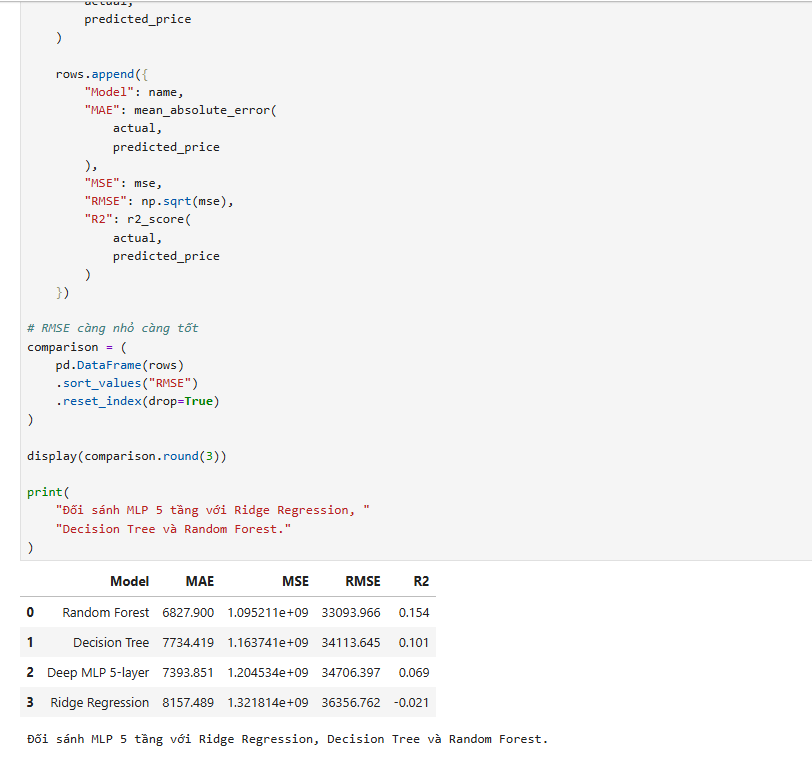 actual,
predicted_price
)
rows.append({
"Model": name,
"MAE": mean_absolute_error(
actual,
predicted_price
),
"MSE": mse,
"RMSE": np.sqrt(mse),
"R2": r2_score(
actual,
predicted_price
)
})
# RMSE càng nhỏ càng tốt
comparison = (
pd.DataFrame(rows)
.sort_values("RMSE")
.reset_index(drop=True)
)
display(comparison.round(3))
print(
"Đối sánh MLP 5 tầng với Ridge Regression, "
"Decision Tree và Random Forest."
)
Model MAE MSE RMSE R2
0 Random Forest 6827.900 1.095211e+09 33093.966 0.154
1 Decision Tree 7734.419 1.163741e+09 34113.645 0.101
2 Deep MLP 5-layer 7393.851 1.204534e+09 34706.397 0.069
3 Ridge Regression 8157.489 1.321814e+09 36356.762 -0.021
Đối sánh MLP 5 tầng với Ridge Regression, Decision Tree và Random Forest.